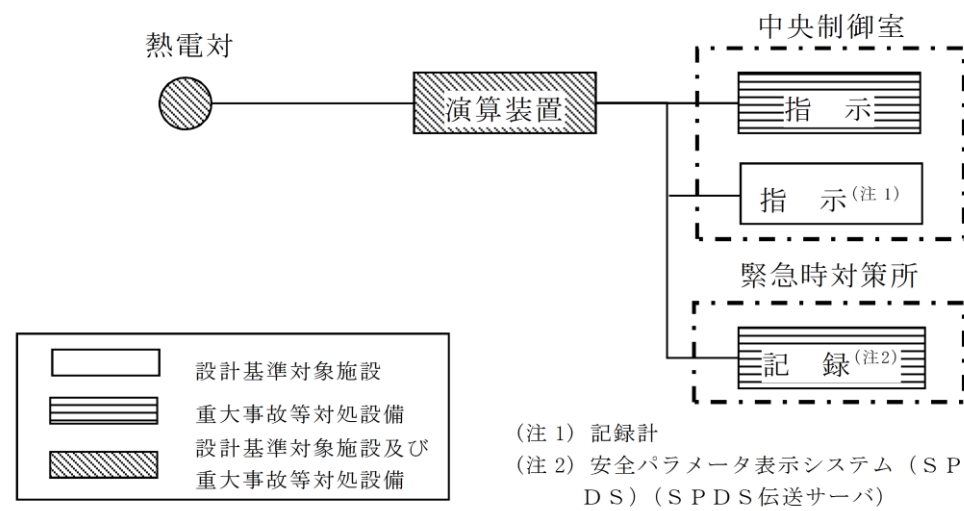 中央制御室
熱電対
演算装置
指 示
指 示(注1)
緊急時対策所
記 録(注2)
設計基準対象施設
重大事故等対処設備
設計基準対象施設及び
重大事故等対処設備
(注1) 記録計
(注2) 安全パラメータ表示システム(SP
DS)(SPDS伝送サーバ)